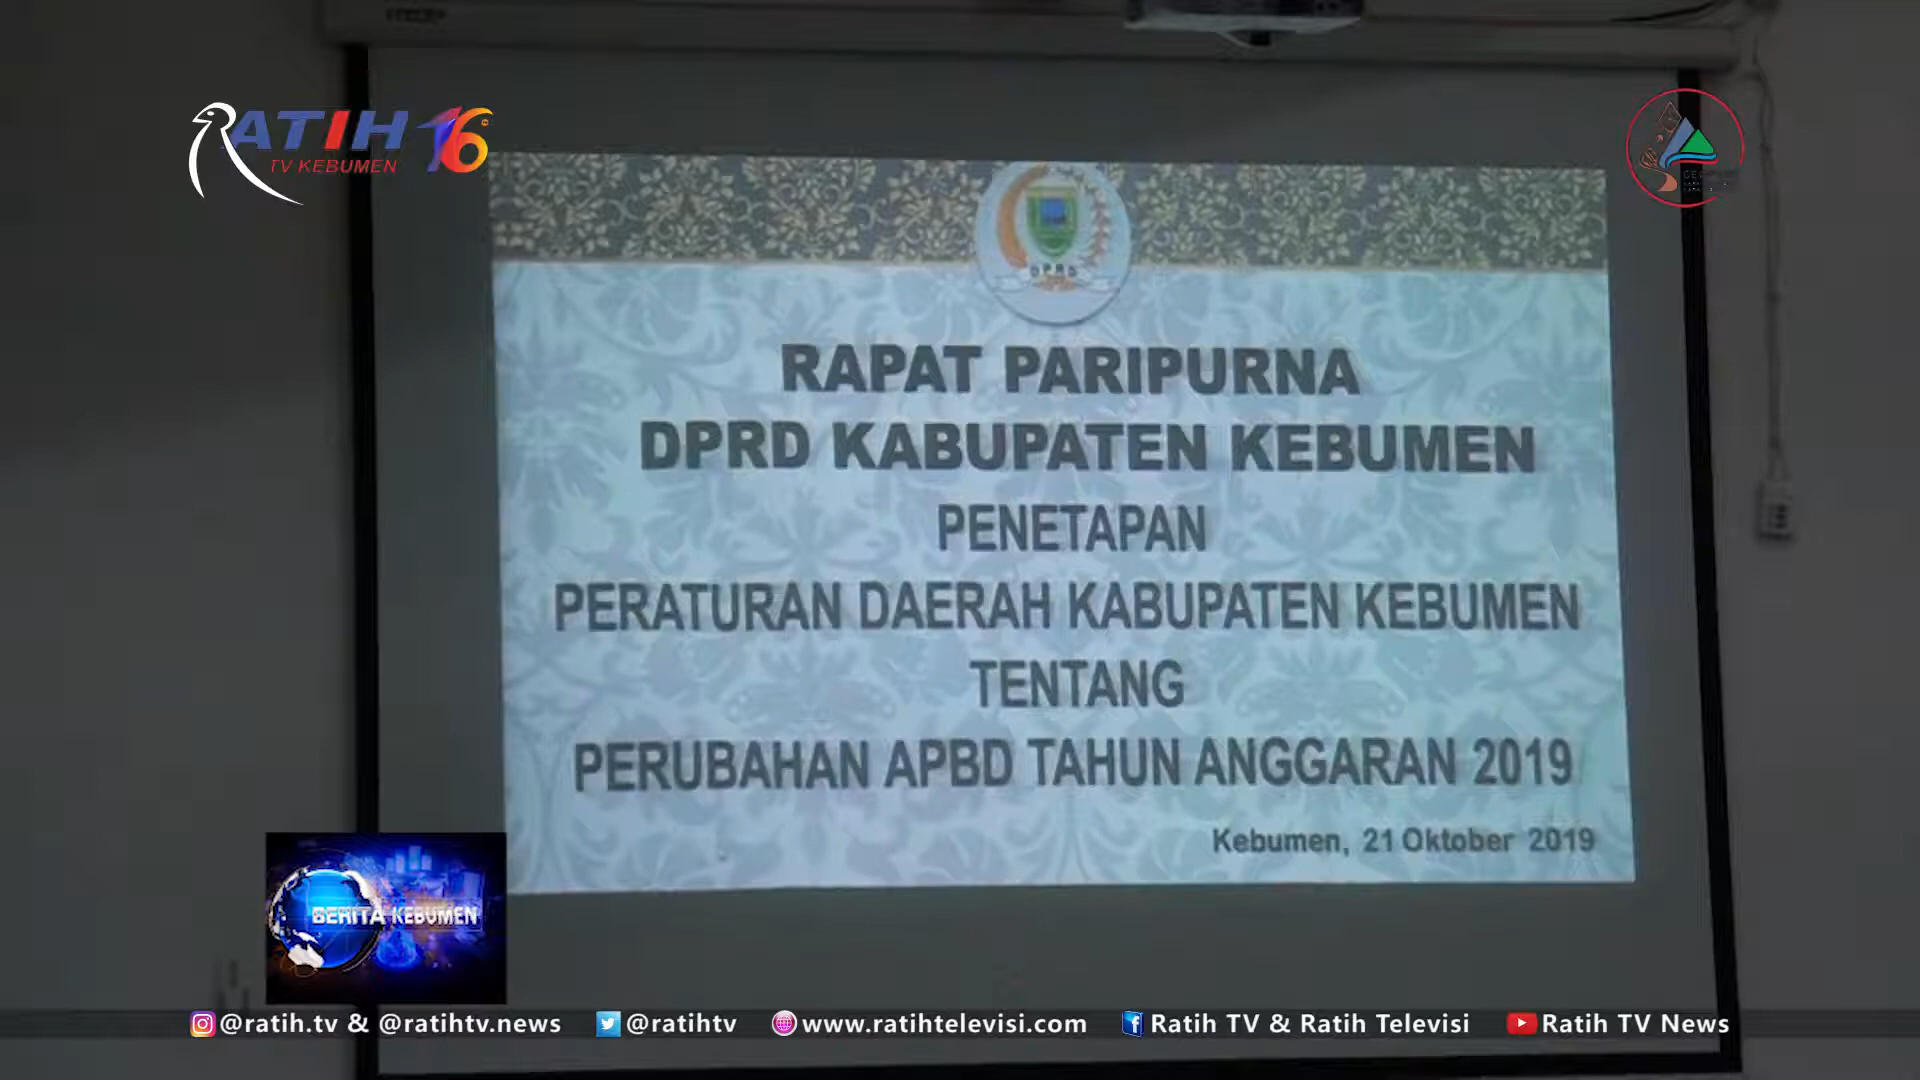 RATIH 16
TV KEBUMEN
DPRD
RAPAT PARIPURNA
DPRD KABUPATEN KEBUMEN
PENETAPAN
PERATURAN DAERAH KABUPATEN KEBUMEN
TENTANG
PERUBAHAN APBD TAHUN ANGGARAN 2019
Kebumen, 21 Oktober 2019
BERITA KEBUMEN
@ratih.tv & @ratihtv.news @ratihtv www.ratihtelevisi.com Ratih TV & Ratih Televisi Ratih TV News